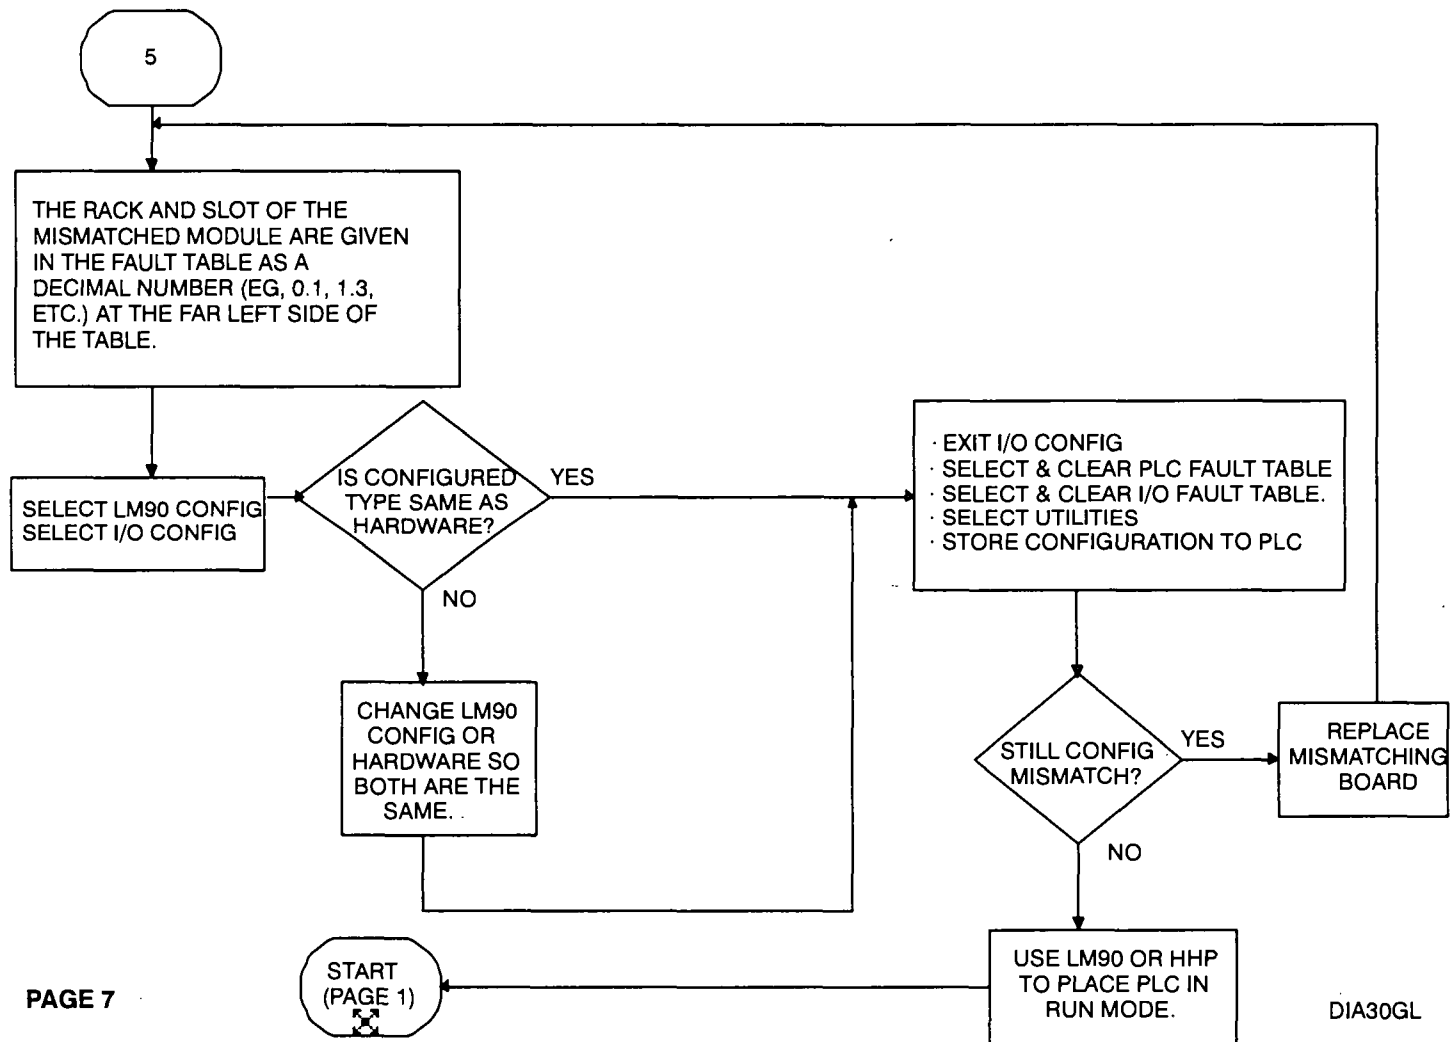 5
THE RACK AND SLOT OF THE
MISMATCHED MODULE ARE GIVEN
IN THE FAULT TABLE AS A
DECIMAL NUMBER (EG, 0.1, 1.3,
ETC.) AT THE FAR LEFT SIDE OF
THE TABLE.
SELECT LM90 CONFIG
SELECT I/O CONFIG
IS CONFIGURED
TYPE SAME AS
HARDWARE?
YES
NO
CHANGE LM90
CONFIG OR
HARDWARE SO
BOTH ARE THE
SAME.
· EXIT I/O CONFIG
· SELECT & CLEAR PLC FAULT TABLE
· SELECT & CLEAR I/O FAULT TABLE.
· SELECT UTILITIES
· STORE CONFIGURATION TO PLC
STILL CONFIG
MISMATCH?
YES
REPLACE
MISMATCHING
BOARD
NO
USE LM90 OR HHP
TO PLACE PLC IN
RUN MODE.
START
(PAGE 1)
PAGE 7
DIA30GL